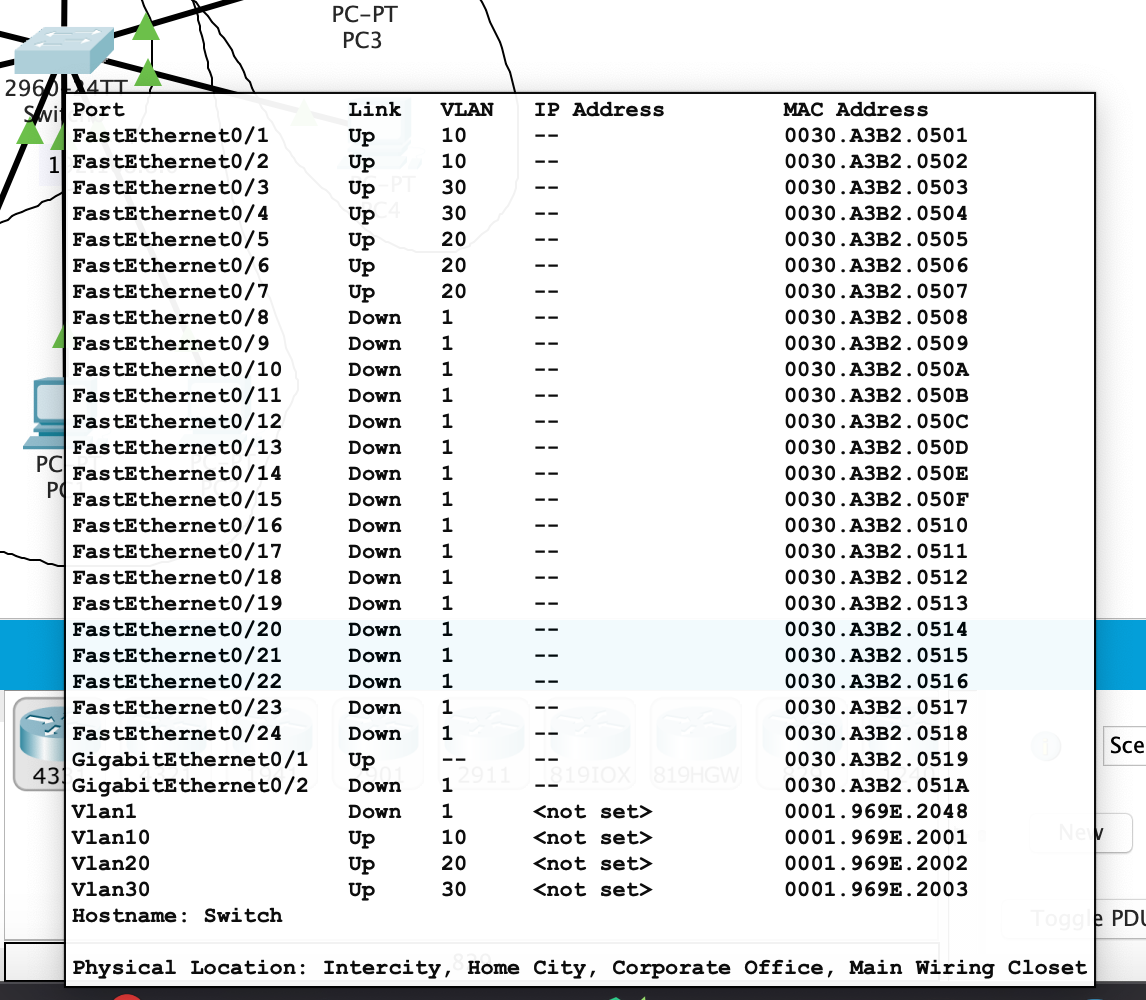 PC-PT
PC3
2960-24TT
Swit
Port Link VLAN IP Address MAC Address
FastEthernet0/1 Up 10 -- 0030.A3B2.0501
FastEthernet0/2 Up 10 -- 0030.A3B2.0502
FastEthernet0/3 Up 30 -- 0030.A3B2.0503
FastEthernet0/4 Up 30 -- 0030.A3B2.0504
FastEthernet0/5 Up 20 -- 0030.A3B2.0505
FastEthernet0/6 Up 20 -- 0030.A3B2.0506
FastEthernet0/7 Up 20 -- 0030.A3B2.0507
FastEthernet0/8 Down 1 -- 0030.A3B2.0508
FastEthernet0/9 Down 1 -- 0030.A3B2.0509
FastEthernet0/10 Down 1 -- 0030.A3B2.050A
FastEthernet0/11 Down 1 -- 0030.A3B2.050B
FastEthernet0/12 Down 1 -- 0030.A3B2.050C
FastEthernet0/13 Down 1 -- 0030.A3B2.050D
FastEthernet0/14 Down 1 -- 0030.A3B2.050E
FastEthernet0/15 Down 1 -- 0030.A3B2.050F
FastEthernet0/16 Down 1 -- 0030.A3B2.0510
FastEthernet0/17 Down 1 -- 0030.A3B2.0511
FastEthernet0/18 Down 1 -- 0030.A3B2.0512
FastEthernet0/19 Down 1 -- 0030.A3B2.0513
FastEthernet0/20 Down 1 -- 0030.A3B2.0514
FastEthernet0/21 Down 1 -- 0030.A3B2.0515
FastEthernet0/22 Down 1 -- 0030.A3B2.0516
FastEthernet0/23 Down 1 -- 0030.A3B2.0517
FastEthernet0/24 Down 1 -- 0030.A3B2.0518
GigabitEthernet0/1 Up -- -- 0030.A3B2.0519
GigabitEthernet0/2 Down 1 -- 0030.A3B2.051A
Vlan1 Down 1 <not set> 0001.969E.2048
Vlan10 Up 10 <not set> 0001.969E.2001
Vlan20 Up 20 <not set> 0001.969E.2002
Vlan30 Up 30 <not set> 0001.969E.2003
Hostname: Switch
Physical Location: Intercity, Home City, Corporate Office, Main Wiring Closet
PC-PT
PC4
PC
2911 819IOX 819HGW
Sce
New
Toggle PDU